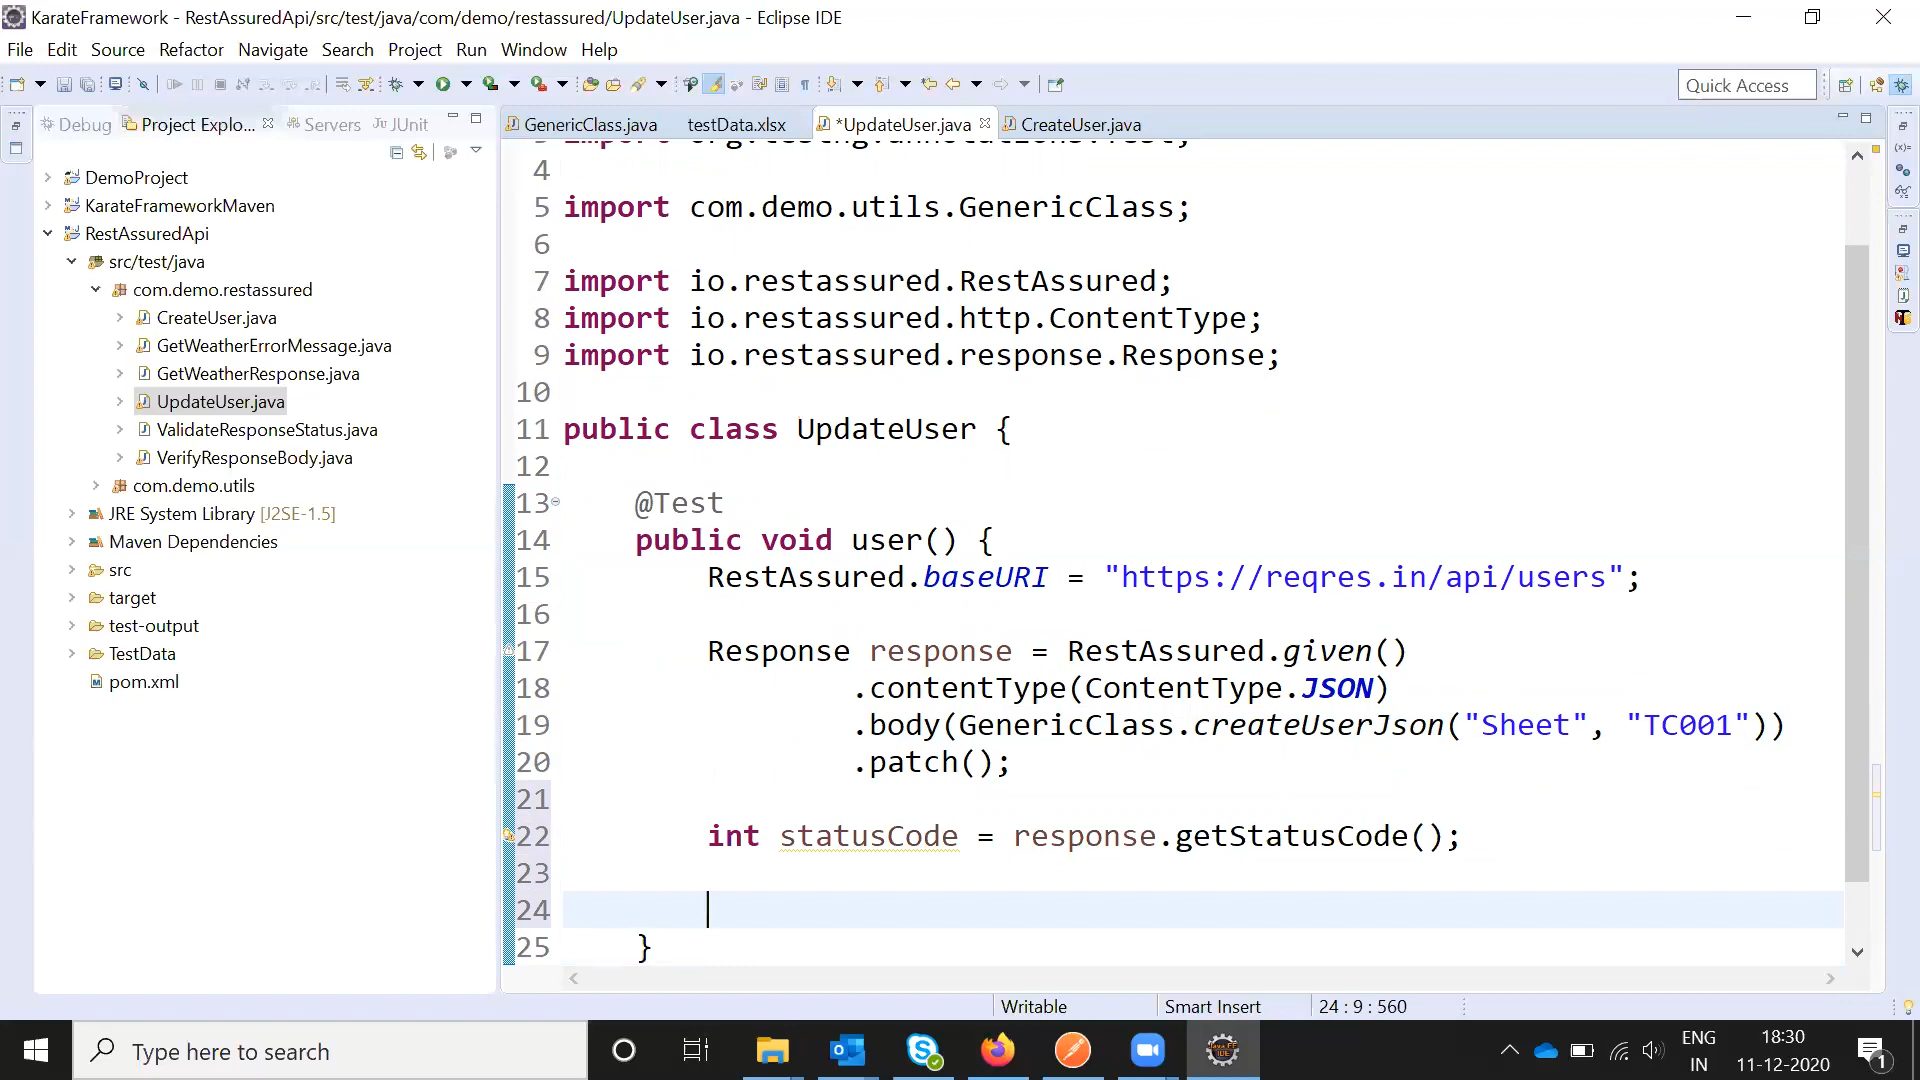 KarateFramework - RestAssuredApi/src/test/java/com/demo/restassured/UpdateUser.java - Eclipse IDE
File Edit Source Refactor Navigate Search Project Run Window Help
Quick Access
Debug Project Explo... Servers JUnit
GenericClass.java testData.xlsx *UpdateUser.java CreateUser.java
DemoProject
KarateFrameworkMaven
RestAssuredApi
src/test/java
com.demo.restassured
CreateUser.java
GetWeatherErrorMessage.java
GetWeatherResponse.java
UpdateUser.java
ValidateResponseStatus.java
VerifyResponseBody.java
com.demo.utils
JRE System Library [J2SE-1.5]
Maven Dependencies
src
target
test-output
TestData
pom.xml
3 import org.testng.annotations.Test;
4
5 import com.demo.utils.GenericClass;
6
7 import io.restassured.RestAssured;
8 import io.restassured.http.ContentType;
9 import io.restassured.response.Response;
10
11 public class UpdateUser {
12
13 @Test
14 public void user() {
15 RestAssured.baseURI = "https://reqres.in/api/users";
16
17 Response response = RestAssured.given()
18 .contentType(ContentType.JSON)
19 .body(GenericClass.createUserJson("Sheet", "TC001"))
20 .patch();
21
22 int statusCode = response.getStatusCode();
23
24
25 }
Writable Smart Insert 24 : 9 : 560
Type here to search
ENG
IN
18:30
11-12-2020
1